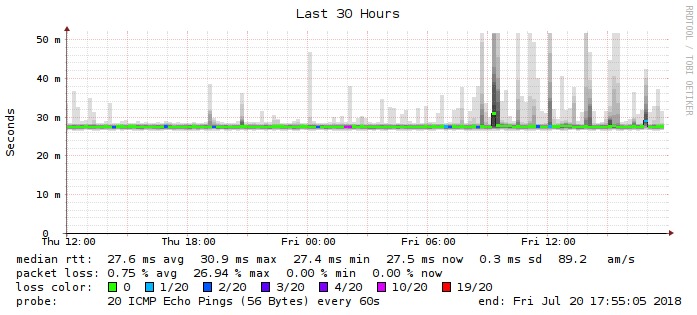 Last 30 Hours
RRDTOOL / TOBI OETIKER
Seconds
50 m
40 m
30 m
20 m
10 m
0
Thu 12:00 Thu 18:00 Fri 00:00 Fri 06:00 Fri 12:00
median rtt: 27.6 ms avg 30.9 ms max 27.4 ms min 27.5 ms now 0.3 ms sd 89.2 am/s
packet loss: 0.75 % avg 26.94 % max 0.00 % min 0.00 % now
loss color: 0 1/20 2/20 3/20 4/20 10/20 19/20
probe: 20 ICMP Echo Pings (56 Bytes) every 60s end: Fri Jul 20 17:55:05 2018